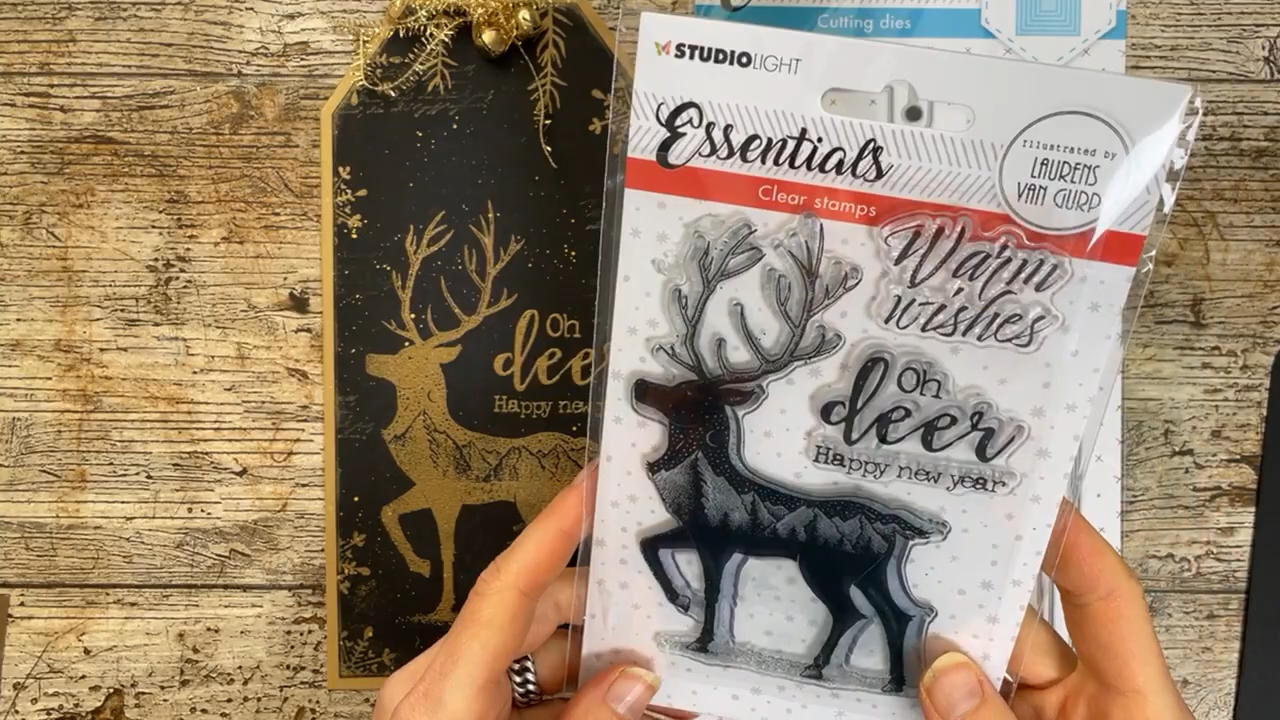 Cutting dies
STUDIOLIGHT
Essentials
Illustrated by
LAURENS
VAN GURP
Clear stamps
Warm
wishes
Oh
deer
Happy new year
Oh
dee
Happy new